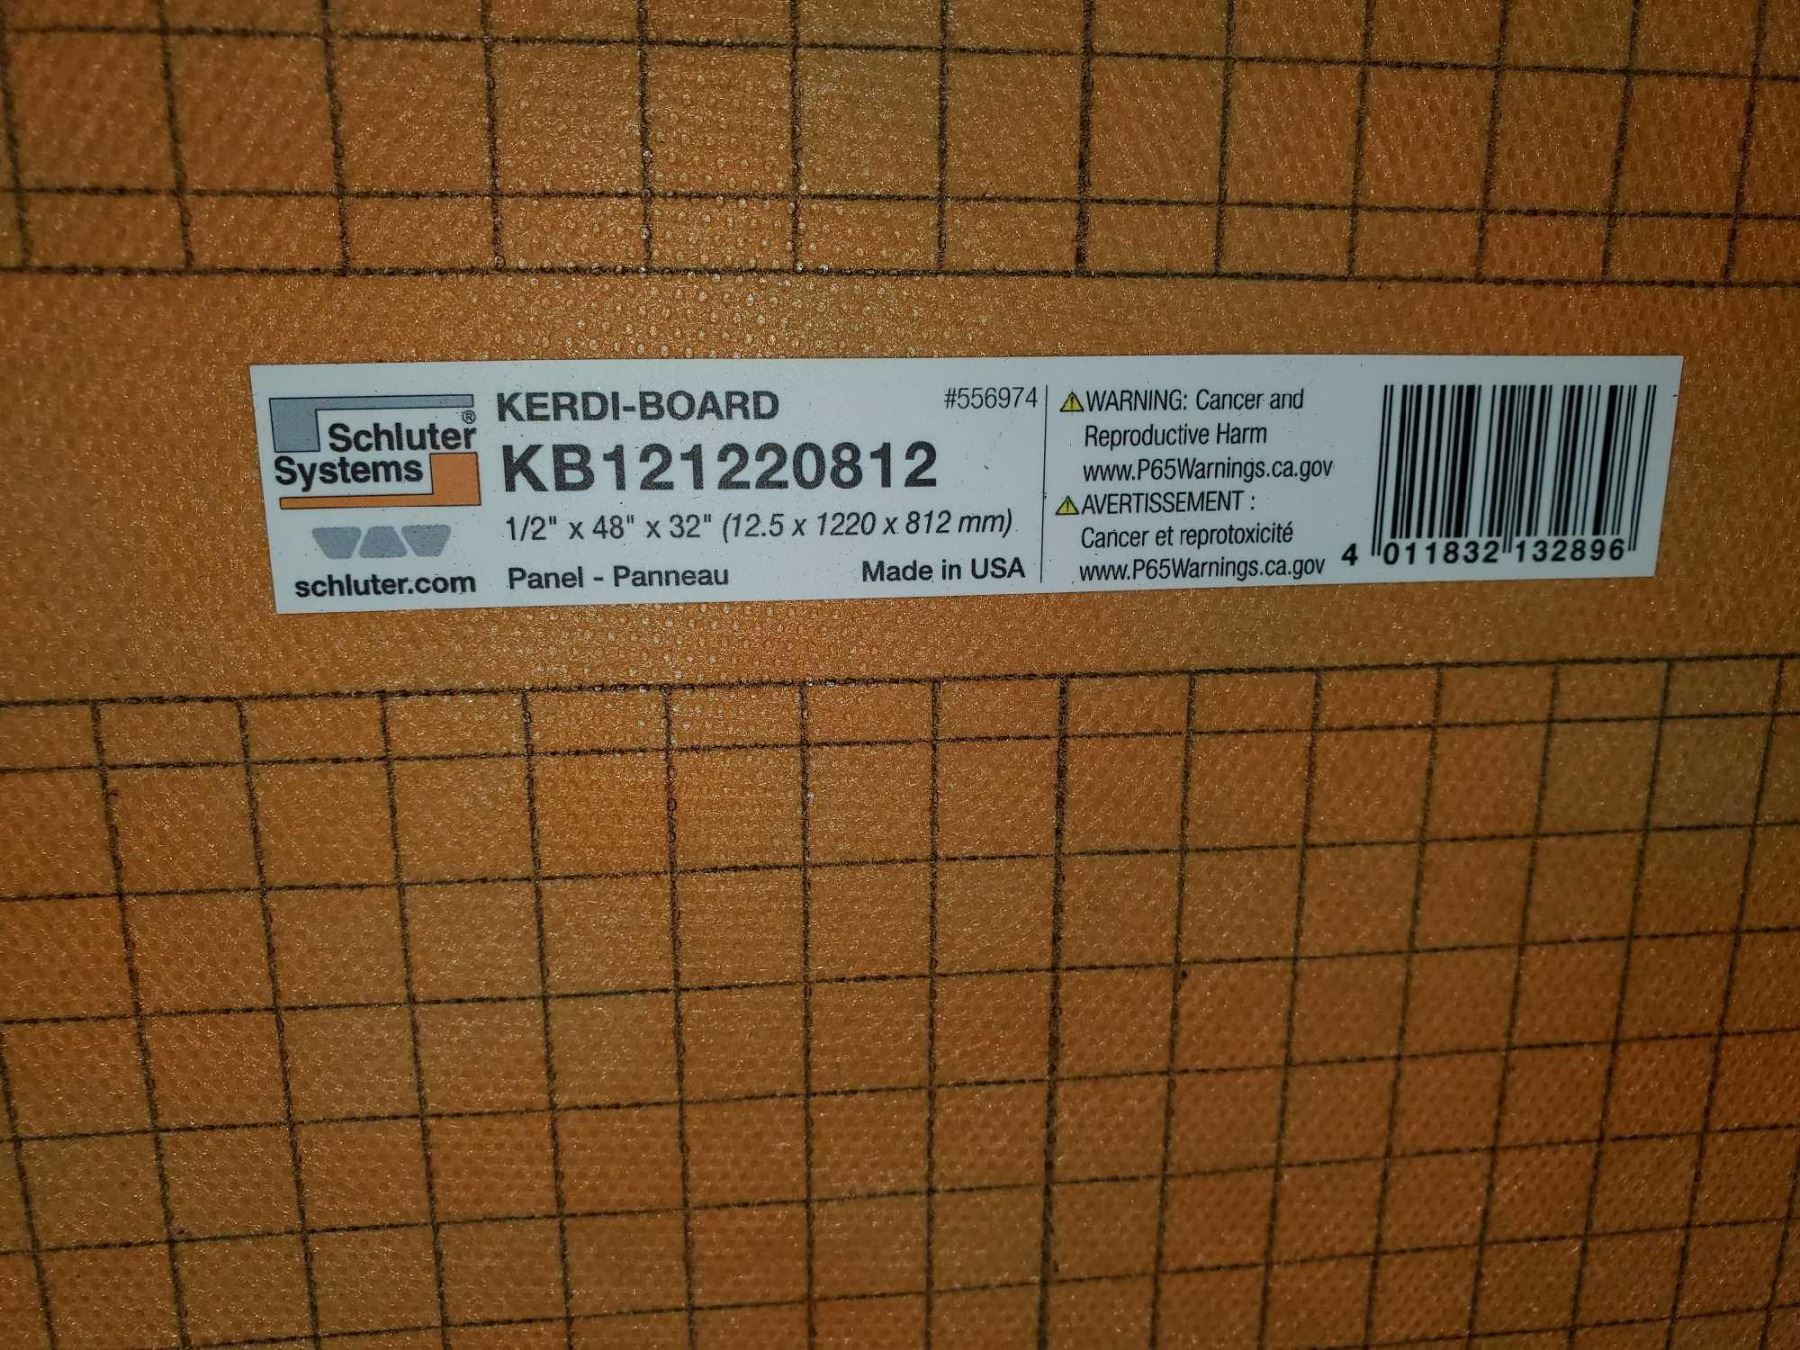 Schluter®
Systems
schluter.com
KERDI-BOARD
#556974
KB121220812
1/2" x 48" x 32" (12.5 x 1220 x 812 mm)
Panel - Panneau
Made in USA
WARNING: Cancer and
Reproductive Harm
www.P65Warnings.ca.gov
AVERTISSEMENT :
Cancer et reprotoxicité
www.P65Warnings.ca.gov
4 011832 132896